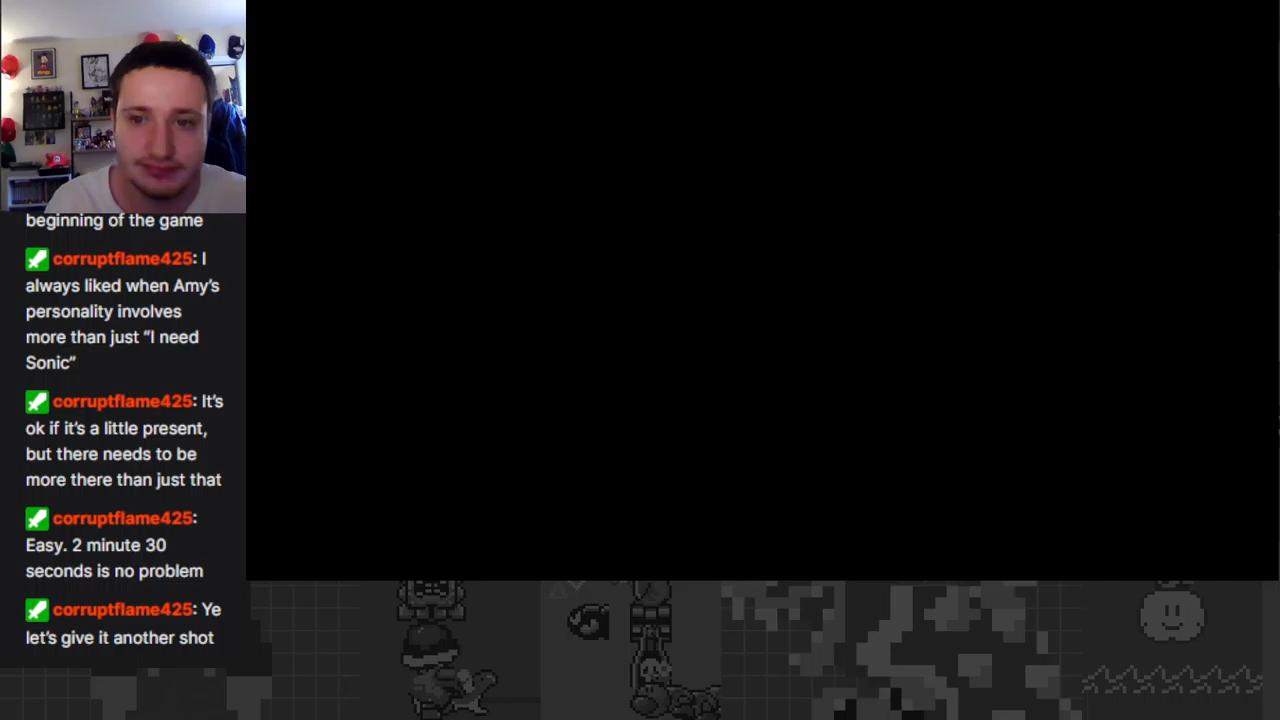 beginning of the game
corruptflame425: I
always liked when Amy’s
personality involves
more than just “I need
Sonic”
corruptflame425: It’s
ok if it’s a little present,
but there needs to be
more there than just that
corruptflame425:
Easy. 2 minute 30
seconds is no problem
corruptflame425: Ye
let’s give it another shot